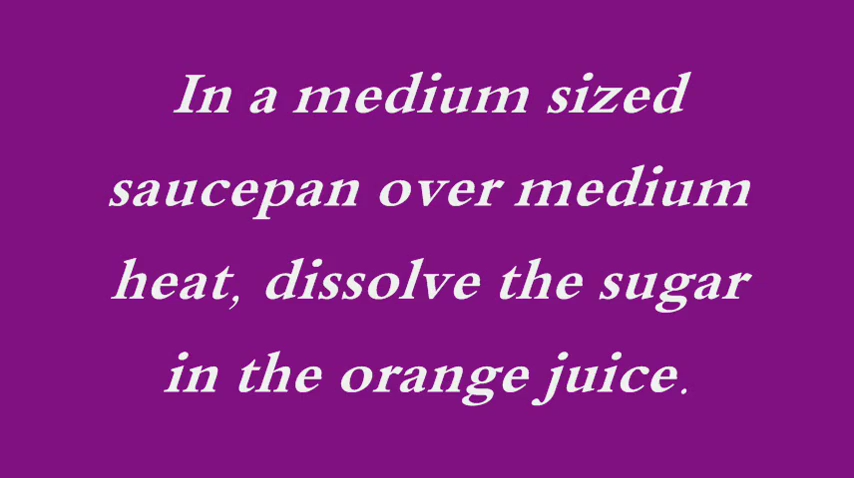 In a medium sized
saucepan over medium
heat, dissolve the sugar
in the orange juice.